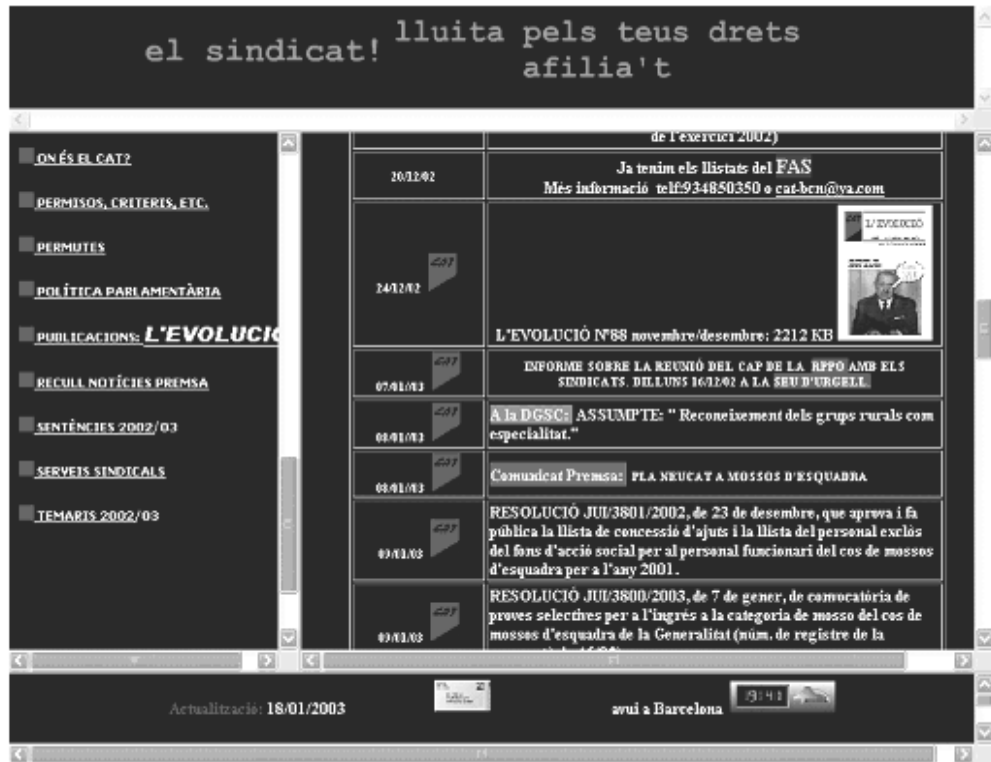 el sindicat!
lluita pels teus drets
afilia't
ON ÉS EL CAT?
PERMISOS, CRITERIS, ETC.
PERMUTES
POLÍTICA PARLAMENTÀRIA
PUBLICACIONS: L'EVOLUCIÓ
RECULL NOTÍCIES PREMSA
SENTÈNCIES 2002/03
SERVEIS SINDICALS
TEMARIS 2002/03
de l'exercici 2002)
20/12/02
Ja tenim els llistats del FAS
Més informació telf:934850350 o cat-bcn@ya.com
24/12/02
CAT
L'EVOLUCIÓ
L'EVOLUCIÓ Nº88 novembre/desembre: 2212 KB
07/01/03
CAT
INFORME SOBRE LA REUNIÓ DEL CAP DE LA RPPO AMB ELS
SINDICATS. DILLUNS 16/12/02 A LA SEU D'URGELL.
08/01/03
CAT
A la DGSC: ASSUMPTE: " Reconeixement dels grups rurals com
especialitat."
08/01/03
CAT
Comunicat Premsa: PLA NEUCAT A MOSSOS D'ESQUADRA
09/01/03
CAT
RESOLUCIÓ JUI/3801/2002, de 23 de desembre, que aprova i fa
pública la llista de concessió d'ajuts i la llista del personal exclòs
del fons d'acció social per al personal funcionari del cos de mossos
d'esquadra per a l'any 2001.
09/01/03
CAT
RESOLUCIÓ JUI/3800/2003, de 7 de gener, de convocatòria de
proves selectives per a l'ingrés a la categoria de mosso del cos de
mossos d'esquadra de la Generalitat (núm. de registre de la
Actualització: 18/01/2003
avui a Barcelona
19:41